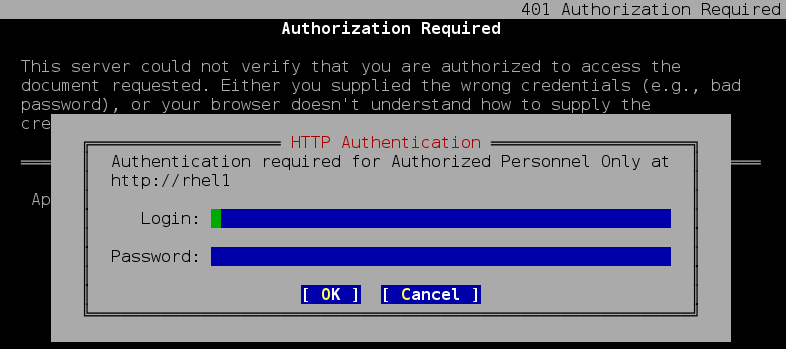 401 Authorization Required
Authorization Required
This server could not verify that you are authorized to access the
document requested. Either you supplied the wrong credentials (e.g., bad
password), or your browser doesn't understand how to supply the
cre
HTTP Authentication
Authentication required for Authorized Personnel Only at
http://rhel1
Ap
Login:
Password:
[ OK ] [ Cancel ]